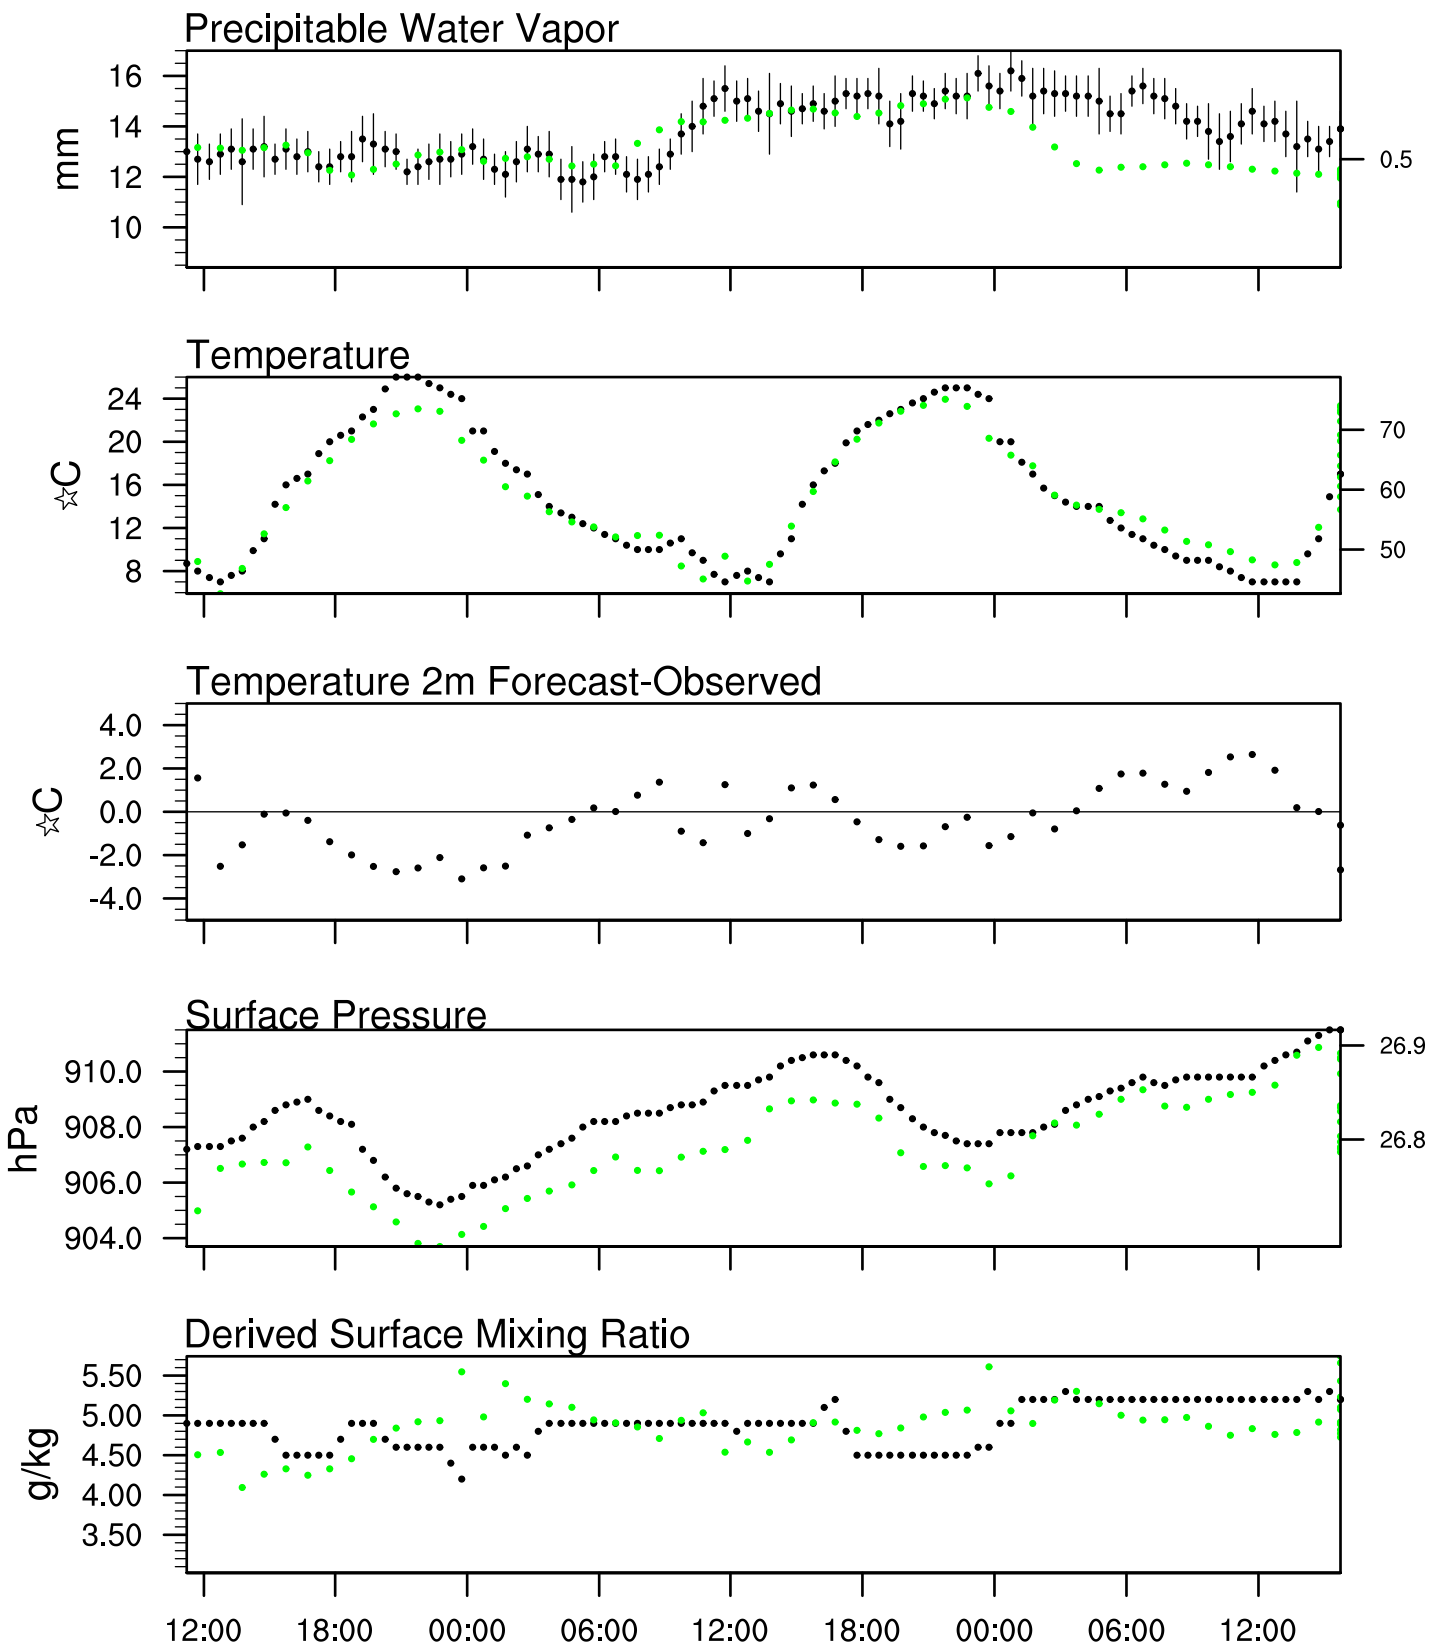 Precipitable Water Vapor
16
14
12
10
mm
0.5
Temperature
24
20
16
12
8
☆C
70
60
50
Temperature 2m Forecast-Observed
4.0
2.0
0.0
-2.0
-4.0
☆C
Surface Pressure
910.0
908.0
906.0
904.0
hPa
26.9
26.8
Derived Surface Mixing Ratio
5.50
5.00
4.50
4.00
3.50
g/kg
12:00 18:00 00:00 06:00 12:00 18:00 00:00 06:00 12:00